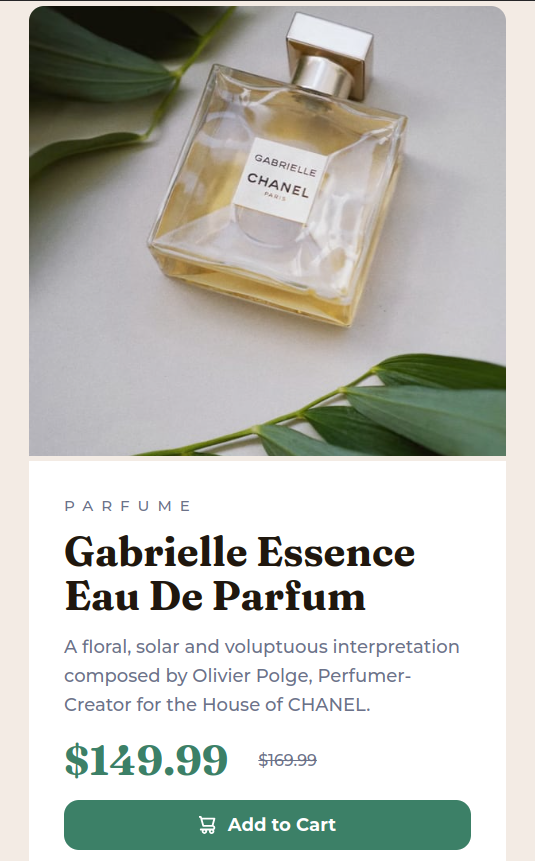 GABRIELLE
CHANEL
PARIS
PARFUME
Gabrielle Essence
Eau De Parfum
A floral, solar and voluptuous interpretation
composed by Olivier Polge, Perfumer-
Creator for the House of CHANEL.
$149.99 $169.99
Add to Cart